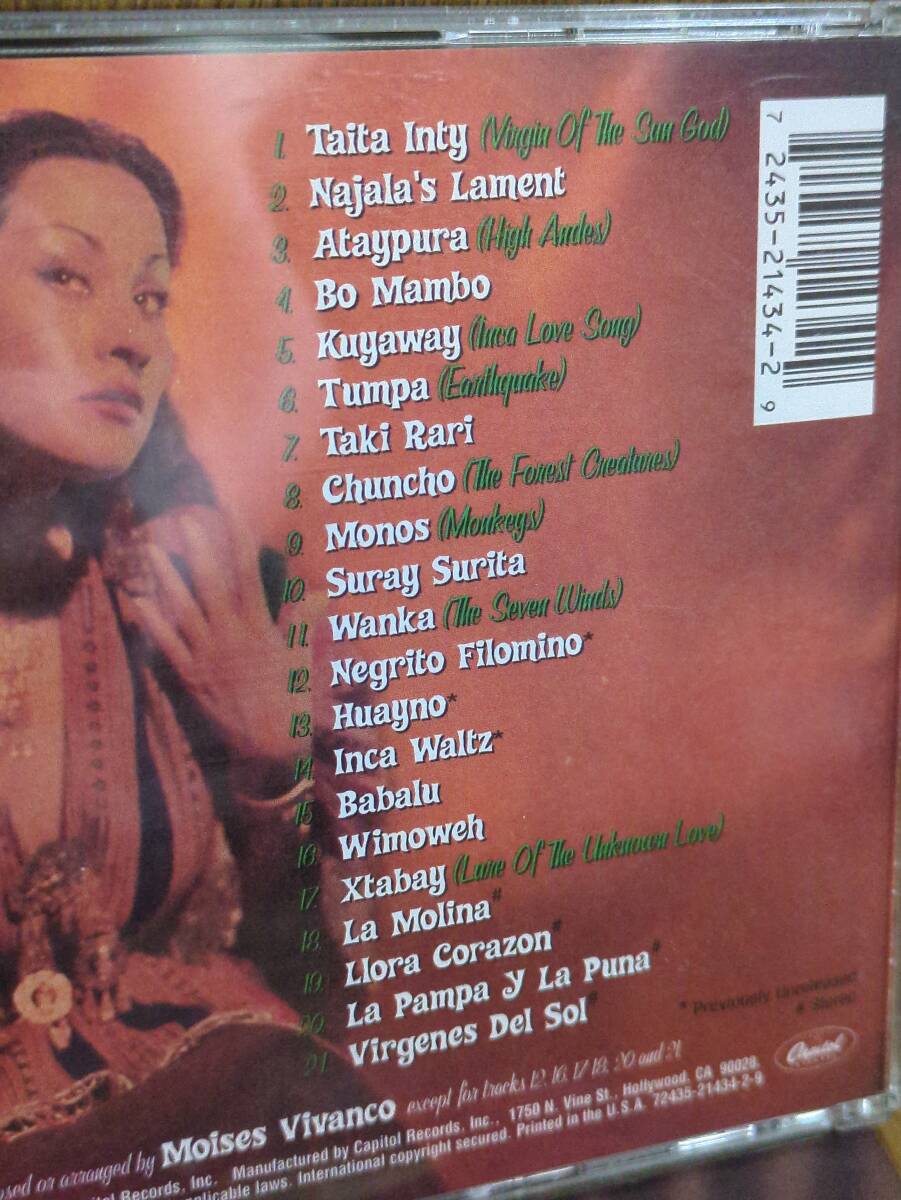 1. Taita Inty (Virgin Of The Sun God)
2. Najala's Lament
3. Ataypura (High Andes)
4. Bo Mambo
5. Kuyaway (Inca Love Song)
6. Tumpa (Earthquake)
7. Taki Rari
8. Chuncho (The Forest Creatures)
9. Monos (Monkeys)
10. Suray Surita
11. Wanka (The Seven Winds)
12. Negrito Filomino*
13. Huayno*
14. Inca Waltz*
15. Babalu
16. Wimoweh
17. Xtabay (Lure Of The Unknown Love)
18. La Molina#
19. Llora Corazon#
20. La Pampa Y La Puna#
21. Virgenes Del Sol#
* Previously Unreleased
# Stereo
or arranged by Moises Vivanco except for tracks 12, 16, 17, 18, 20 and 21
Records, Inc. Manufactured by Capitol Records, Inc., 1750 N. Vine St., Hollywood, CA 90028.
laws. International copyright secured. Printed in the U.S.A. 72435-21434-2-9
Capitol
7 2435-21434-2 9